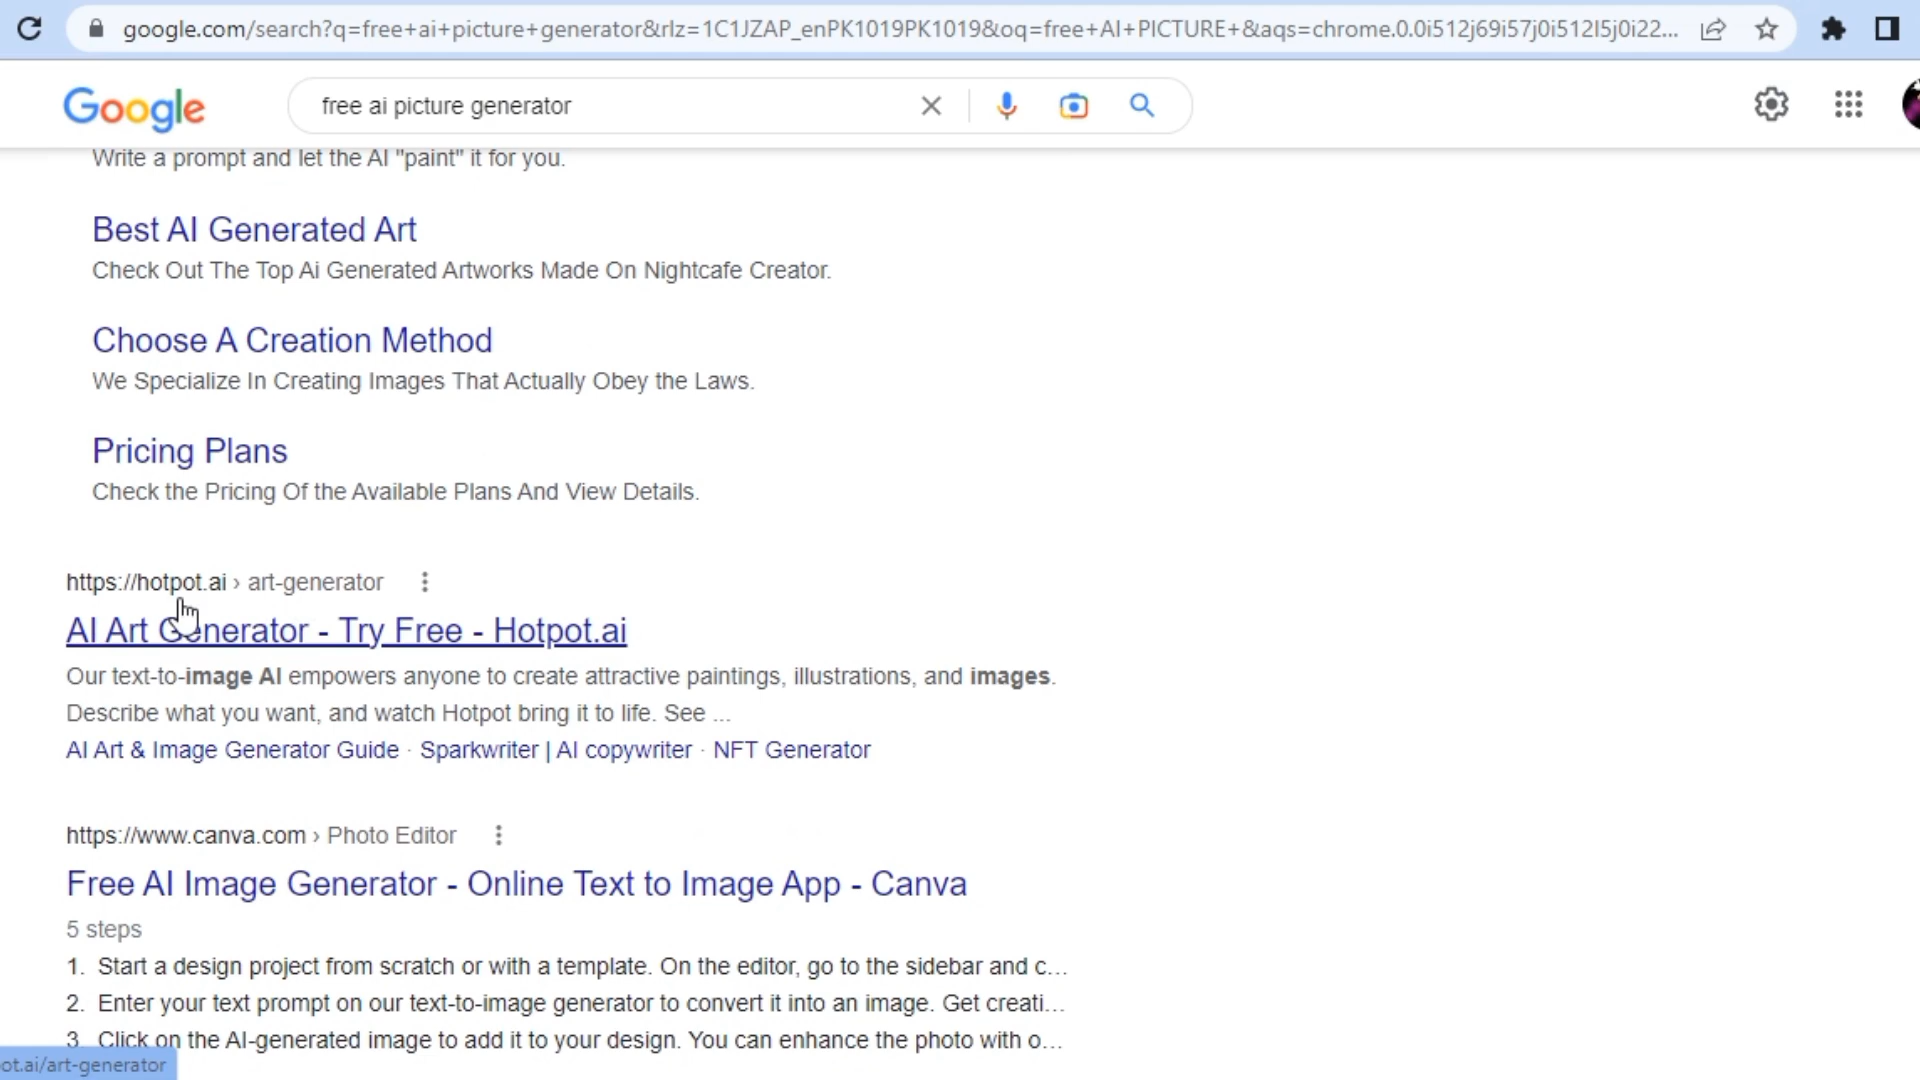 google.com/search?q=free+ai+picture+generator&rlz=1C1JZAP_enPK1019PK1019&oq=free+AI+PICTURE+&aqs=chrome.0.0i512j69i57j0i512l5j0i22...
Google
free ai picture generator
Write a prompt and let the AI "paint" it for you.
Best AI Generated Art
Check Out The Top Ai Generated Artworks Made On Nightcafe Creator.
Choose A Creation Method
We Specialize In Creating Images That Actually Obey the Laws.
Pricing Plans
Check the Pricing Of the Available Plans And View Details.
https://hotpot.ai › art-generator
AI Art Generator - Try Free - Hotpot.ai
Our text-to-image AI empowers anyone to create attractive paintings, illustrations, and images.
Describe what you want, and watch Hotpot bring it to life. See ...
AI Art & Image Generator Guide · Sparkwriter | AI copywriter · NFT Generator
https://www.canva.com › Photo Editor
Free AI Image Generator - Online Text to Image App - Canva
5 steps
1. Start a design project from scratch or with a template. On the editor, go to the sidebar and c...
2. Enter your text prompt on our text-to-image generator to convert it into an image. Get creati...
3. Click on the AI-generated image to add it to your design. You can enhance the photo with o...
ot.ai/art-generator